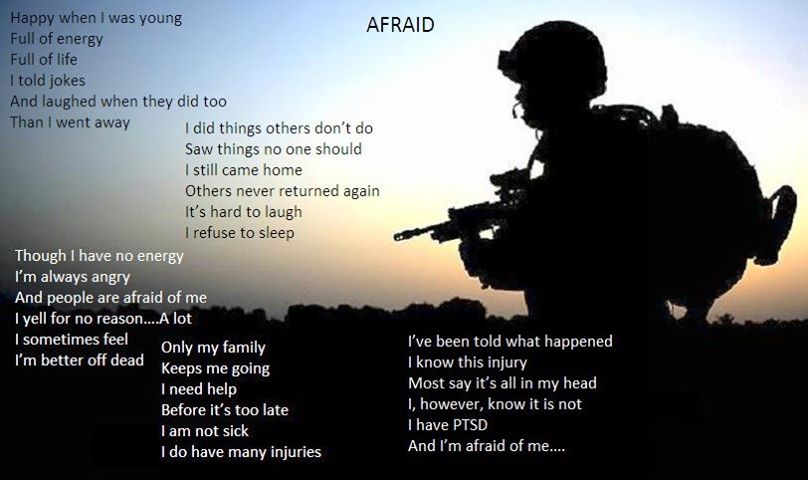 AFRAID
Happy when I was young
Full of energy
Full of life
I told jokes
And laughed when they did too
Than I went away
I did things others don't do
Saw things no one should
I still came home
Others never returned again
It's hard to laugh
I refuse to sleep
Though I have no energy
I'm always angry
And people are afraid of me
I yell for no reason....A lot
I sometimes feel
I'm better off dead
Only my family
Keeps me going
I need help
Before it's too late
I am not sick
I do have many injuries
I've been told what happened
I know this injury
Most say it's all in my head
I, however, know it is not
I have PTSD
And I'm afraid of me....